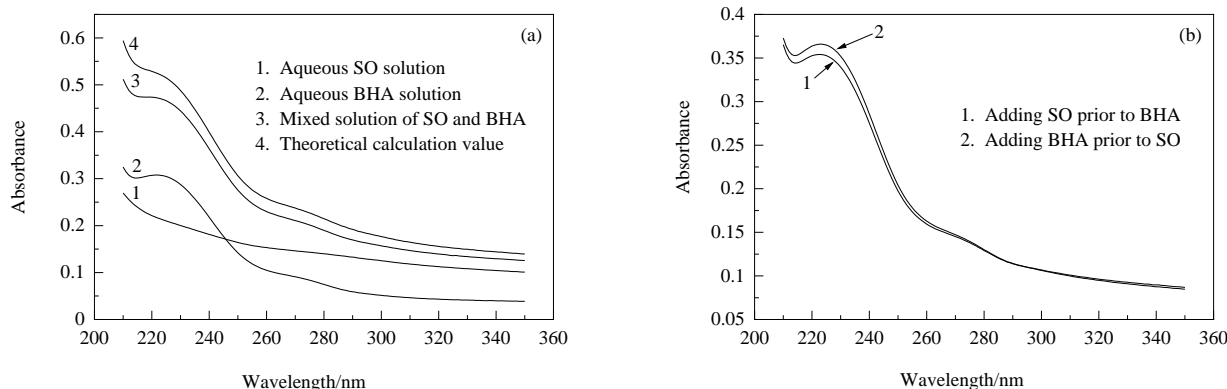 (a)
0.6
0.5
0.4
0.3
0.2
0.1
0
Absorbance
4
3
2
1
1. Aqueous SO solution
2. Aqueous BHA solution
3. Mixed solution of SO and BHA
4. Theoretical calculation value
200 220 240 260 280 300 320 340 360
Wavelength/nm
(b)
0.4
0.35
0.3
0.25
0.2
0.15
0.1
0.05
Absorbance
2
1
1. Adding SO prior to BHA
2. Adding BHA prior to SO
200 220 240 260 280 300 320 340 360
Wavelength/nm